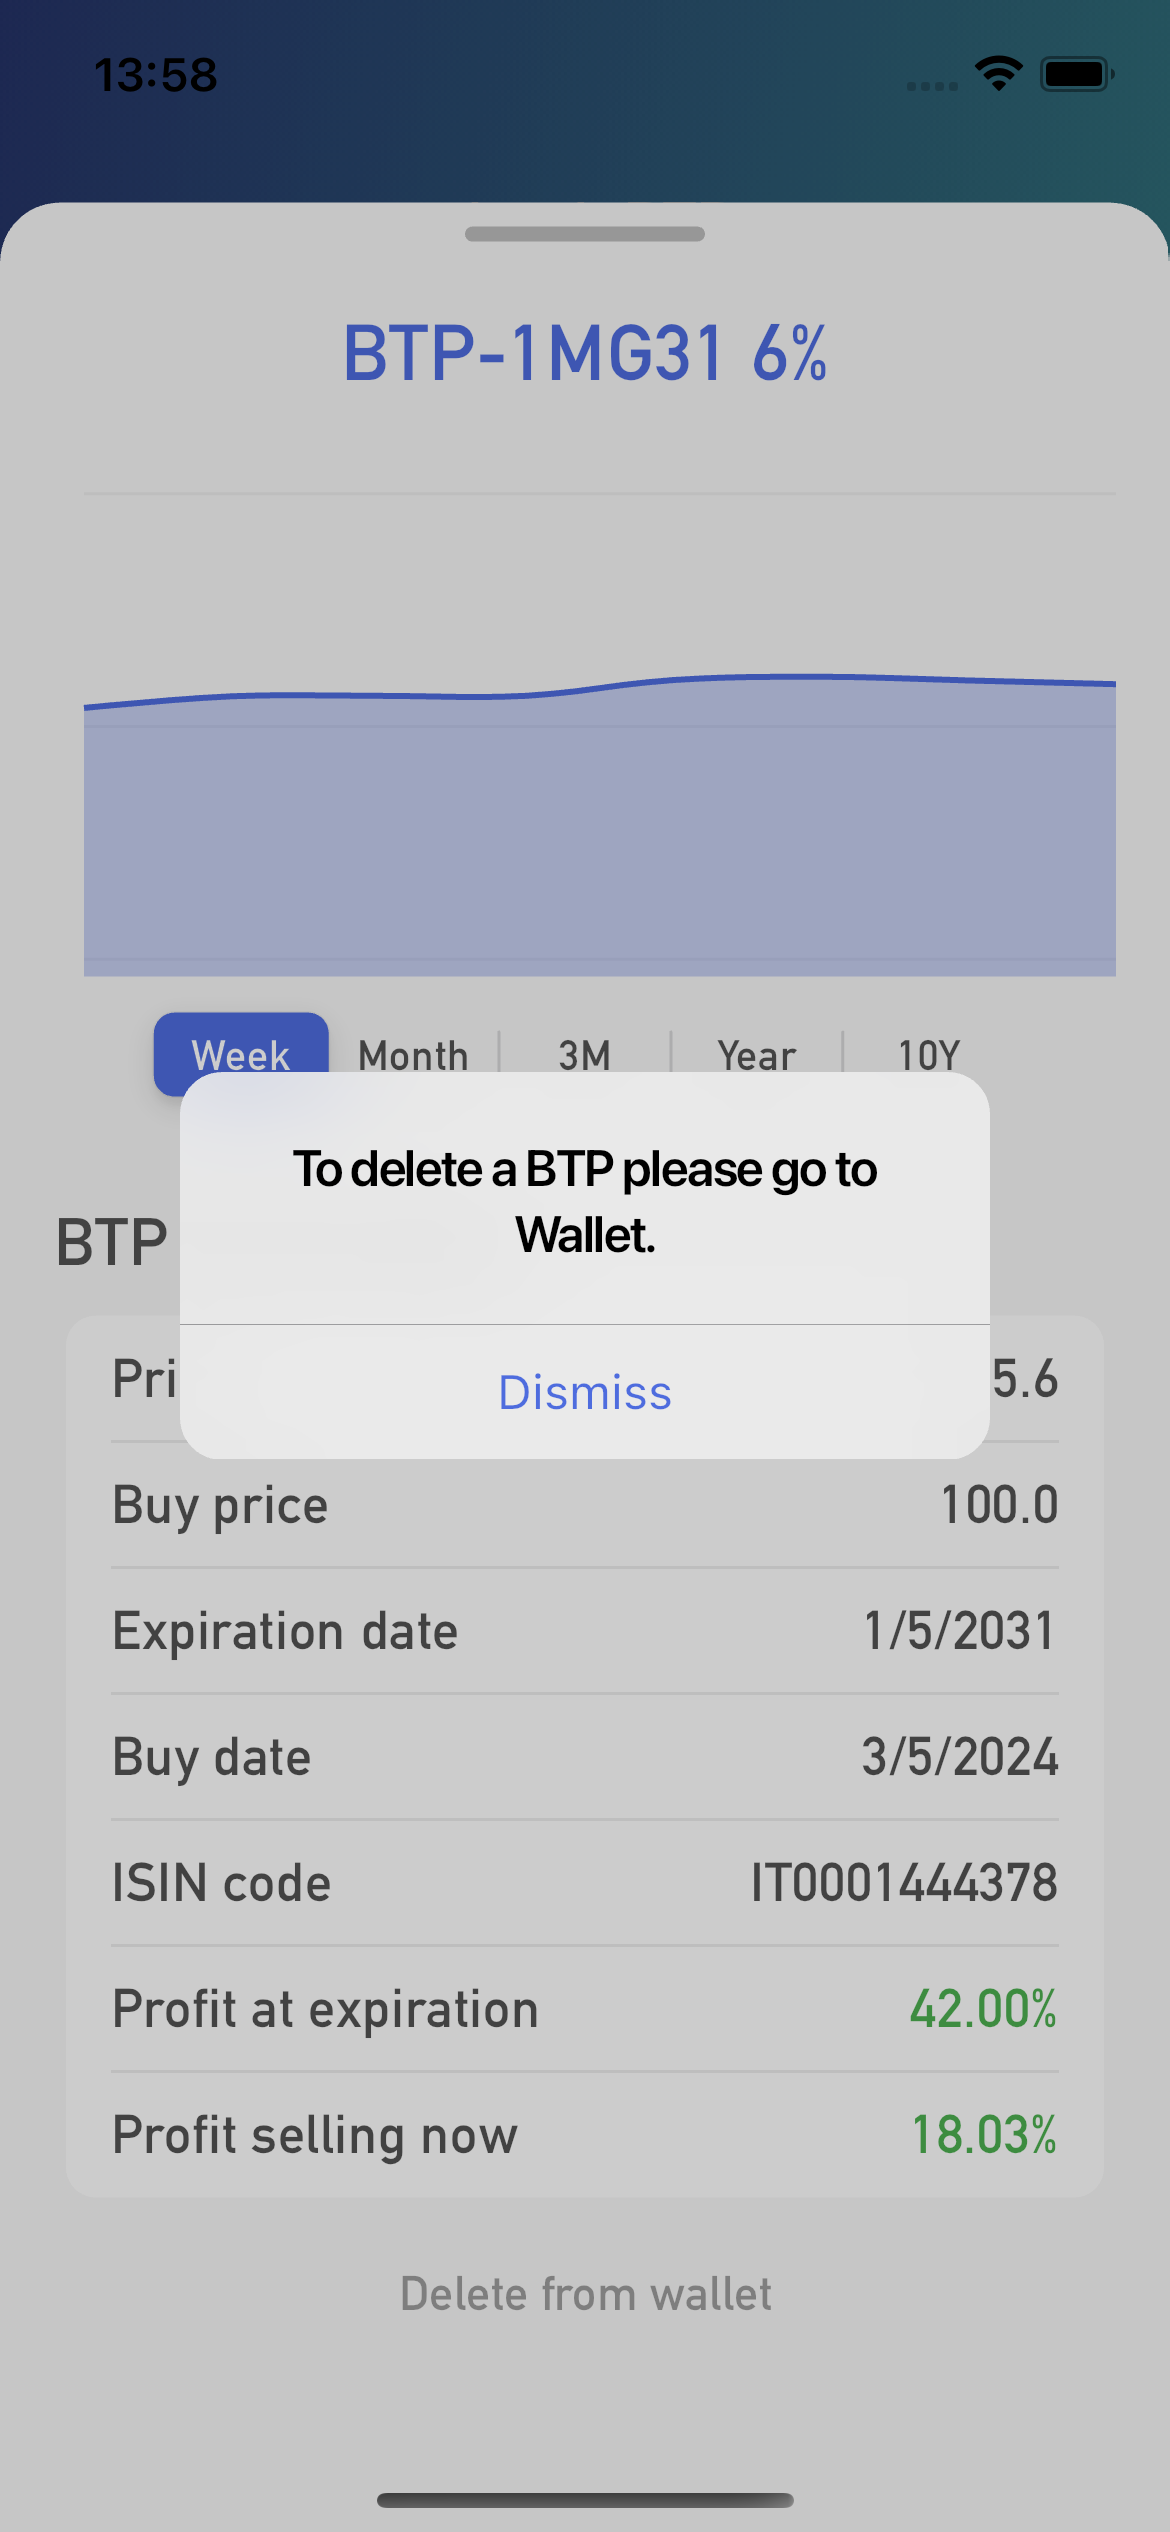 13:58
BTP-1MG31 6%
Week Month 3M Year 10Y
To delete a BTP please go to
Wallet.
BTP
5.6
Dismiss
Buy price 100.0
Expiration date 1/5/2031
Buy date 3/5/2024
ISIN code IT0001444378
Profit at expiration 42.00%
Profit selling now 18.03%
Delete from wallet